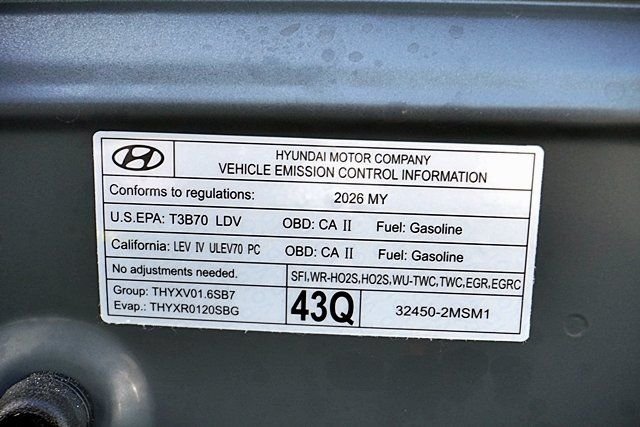 HYUNDAI MOTOR COMPANY
VEHICLE EMISSION CONTROL INFORMATION
Conforms to regulations: 2026 MY
U.S.EPA: T3B70 LDV OBD: CA II Fuel: Gasoline
California: LEV IV ULEV70 PC OBD: CA II Fuel: Gasoline
No adjustments needed. SFI,WR-HO2S,HO2S,WU-TWC,TWC,EGR,EGRC
Group: THYXV01.6SB7
Evap.: THYXR0120SBG
43Q 32450-2MSM1